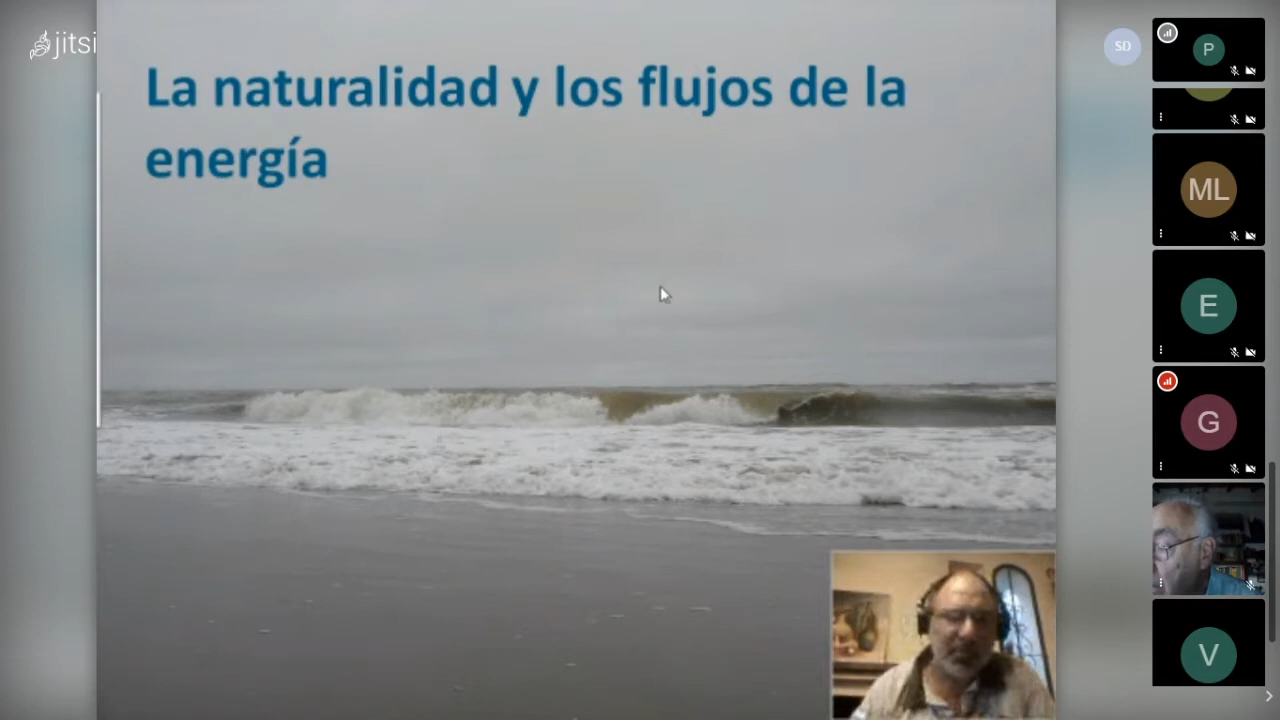 jitsi
La naturalidad y los flujos de la
energía
SD
P
ML
E
G
V